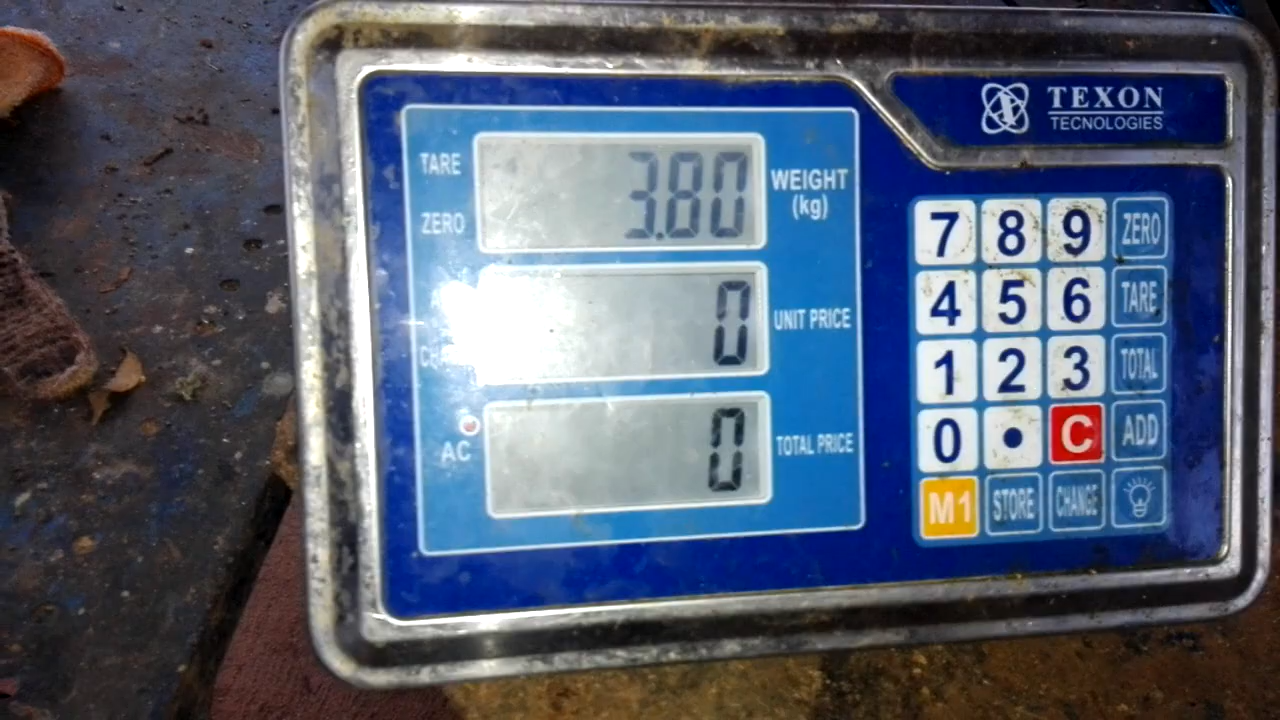 TEXON
TECNOLOGIES
TARE
ZERO
3.80
WEIGHT
(kg)
0
UNIT PRICE
AC
0
TOTAL PRICE
7 8 9 ZERO
4 5 6 TARE
1 2 3 TOTAL
0 • C ADD
M1 STORE CHANGE